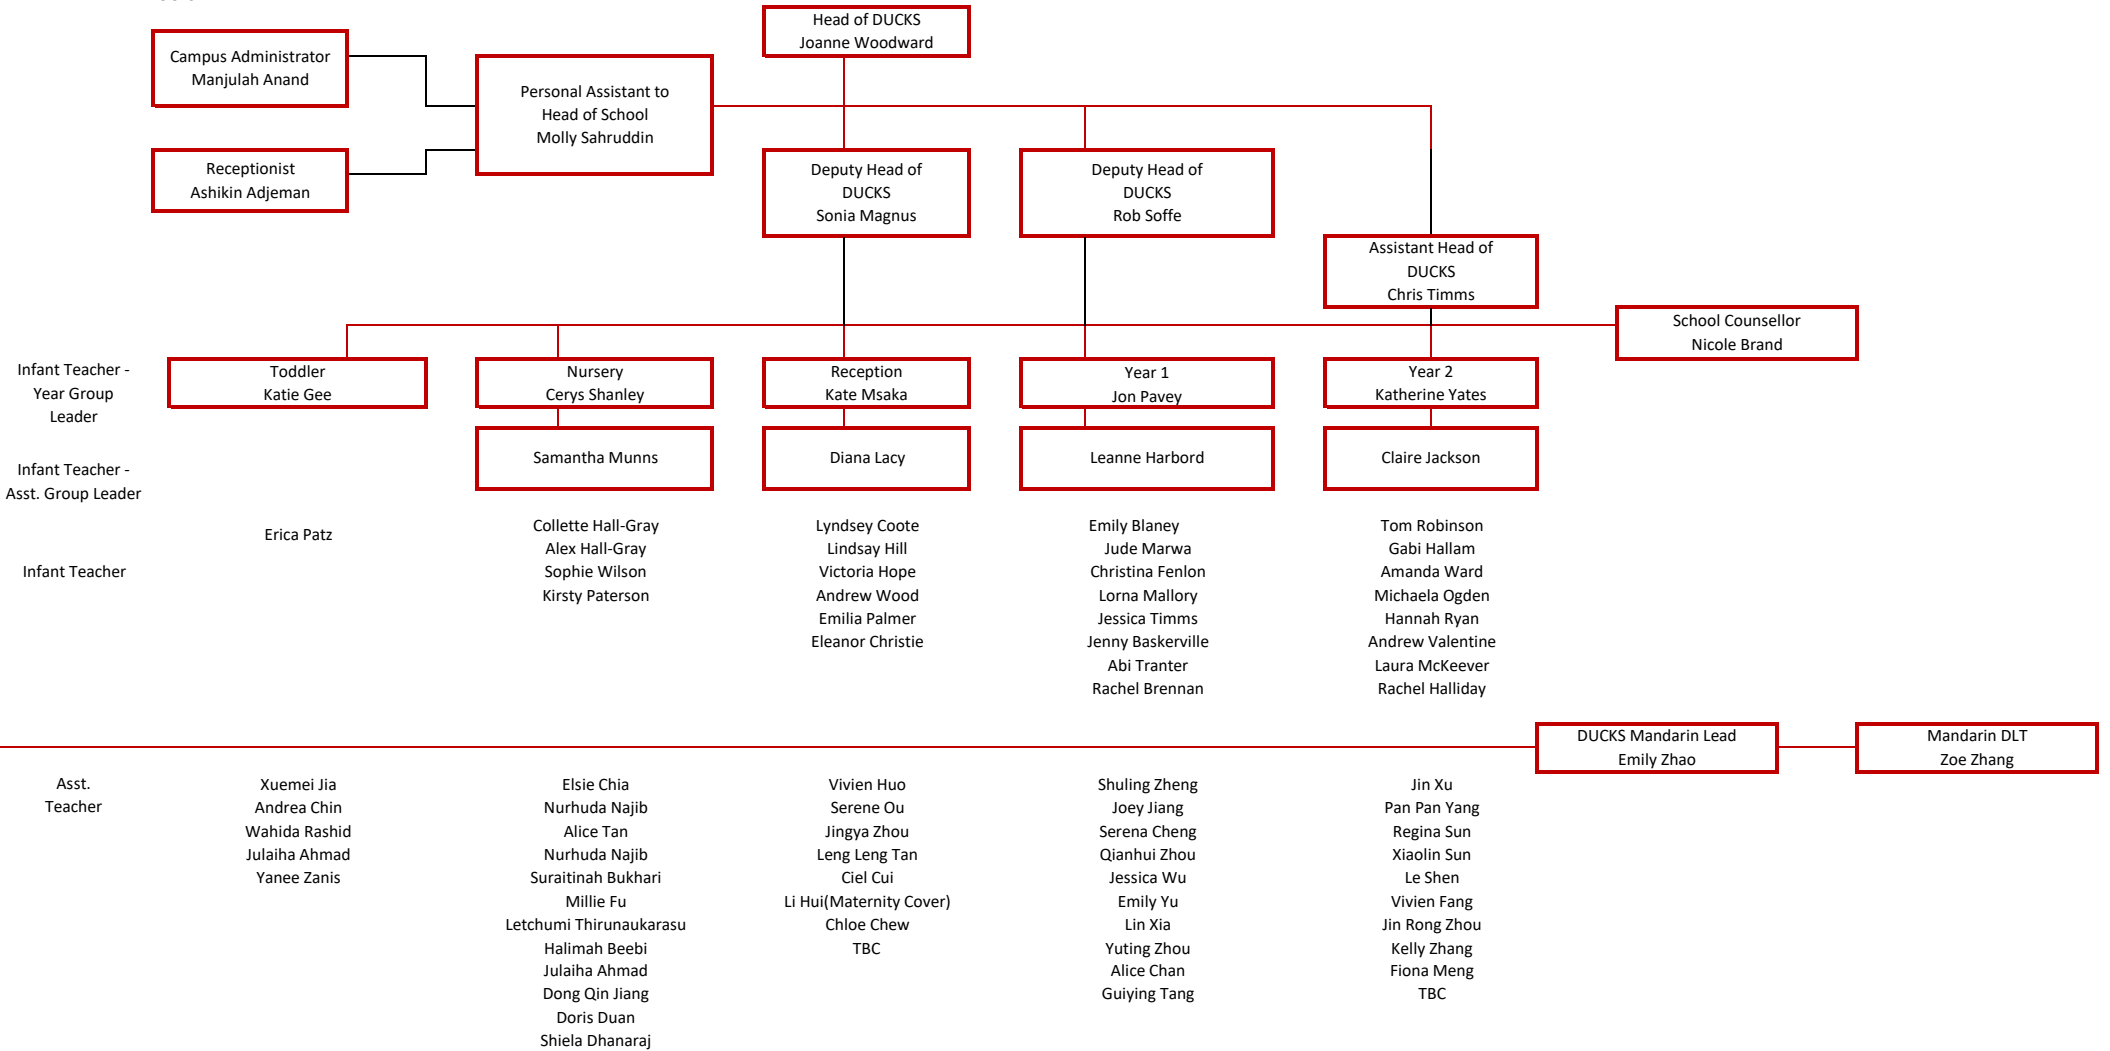 Head of DUCKS
Joanne Woodward
Campus Administrator
Manjulah Anand
Personal Assistant to
Head of School
Molly Sahruddin
Receptionist
Ashikin Adjeman
Deputy Head of
DUCKS
Sonia Magnus
Deputy Head of
DUCKS
Rob Soffe
Assistant Head of
DUCKS
Chris Timms
School Counsellor
Nicole Brand
Infant Teacher -
Year Group
Leader
Toddler
Katie Gee
Nursery
Cerys Shanley
Reception
Kate Msaka
Year 1
Jon Pavey
Year 2
Katherine Yates
Infant Teacher -
Asst. Group Leader
Samantha Munns
Diana Lacy
Leanne Harbord
Claire Jackson
Infant Teacher
Erica Patz
Collette Hall-Gray
Alex Hall-Gray
Sophie Wilson
Kirsty Paterson
Lyndsey Coote
Lindsay Hill
Victoria Hope
Andrew Wood
Emilia Palmer
Eleanor Christie
Emily Blaney
Jude Marwa
Christina Fenlon
Lorna Mallory
Jessica Timms
Jenny Baskerville
Abi Tranter
Rachel Brennan
Tom Robinson
Gabi Hallam
Amanda Ward
Michaela Ogden
Hannah Ryan
Andrew Valentine
Laura McKeever
Rachel Halliday
DUCKS Mandarin Lead
Emily Zhao
Mandarin DLT
Zoe Zhang
Asst.
Teacher
Xuemei Jia
Andrea Chin
Wahida Rashid
Julaiha Ahmad
Yanee Zanis
Elsie Chia
Nurhuda Najib
Alice Tan
Nurhuda Najib
Suraitinah Bukhari
Millie Fu
Letchumi Thirunaukarasu
Halimah Beebi
Julaiha Ahmad
Dong Qin Jiang
Doris Duan
Shiela Dhanaraj
Vivien Huo
Serene Ou
Jingya Zhou
Leng Leng Tan
Ciel Cui
Li Hui(Maternity Cover)
Chloe Chew
TBC
Shuling Zheng
Joey Jiang
Serena Cheng
Qianhui Zhou
Jessica Wu
Emily Yu
Lin Xia
Yuting Zhou
Alice Chan
Guiying Tang
Jin Xu
Pan Pan Yang
Regina Sun
Xiaolin Sun
Le Shen
Vivien Fang
Jin Rong Zhou
Kelly Zhang
Fiona Meng
TBC